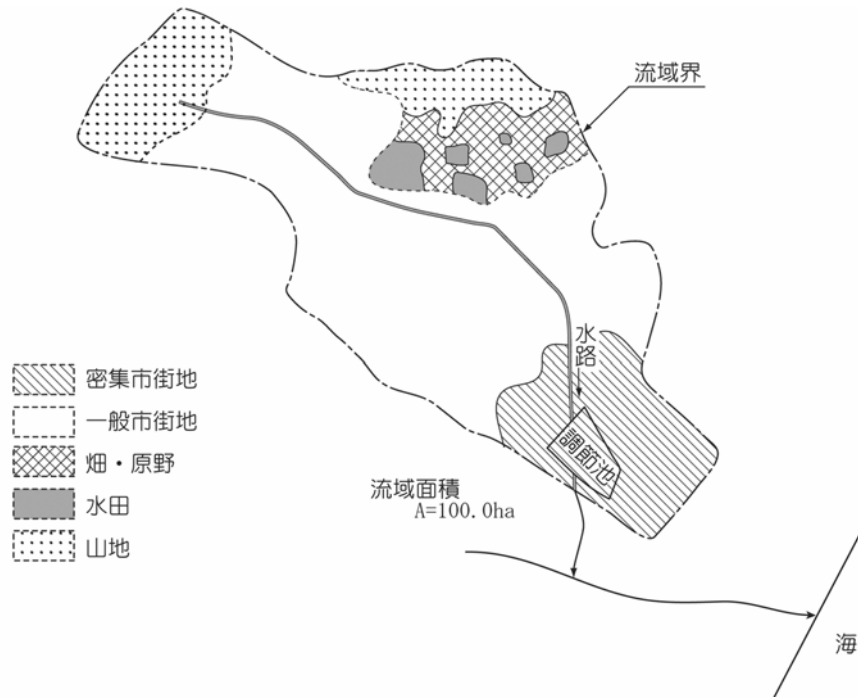 流域界
水路
密集市街地
一般市街地
畑・原野
水田
山地
調節池
流域面積
A=100.0ha
海